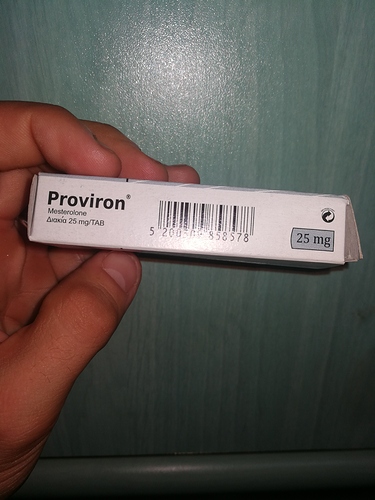 Proviron®
Mesterolone
Δισκία 25 mg/TAB
25 mg